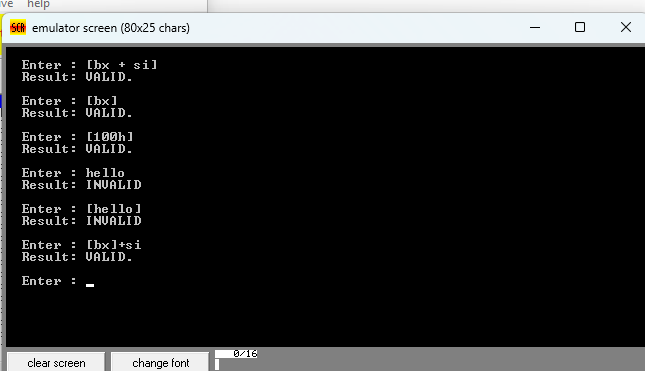 ve help
emulator screen (80x25 chars)
Enter : [bx + si]
Result: VALID.
Enter : [bx]
Result: VALID.
Enter : [100h]
Result: VALID.
Enter : hello
Result: INVALID
Enter : [hello]
Result: INVALID
Enter : [bx]+si
Result: VALID.
Enter : _
clear screen change font 0/16